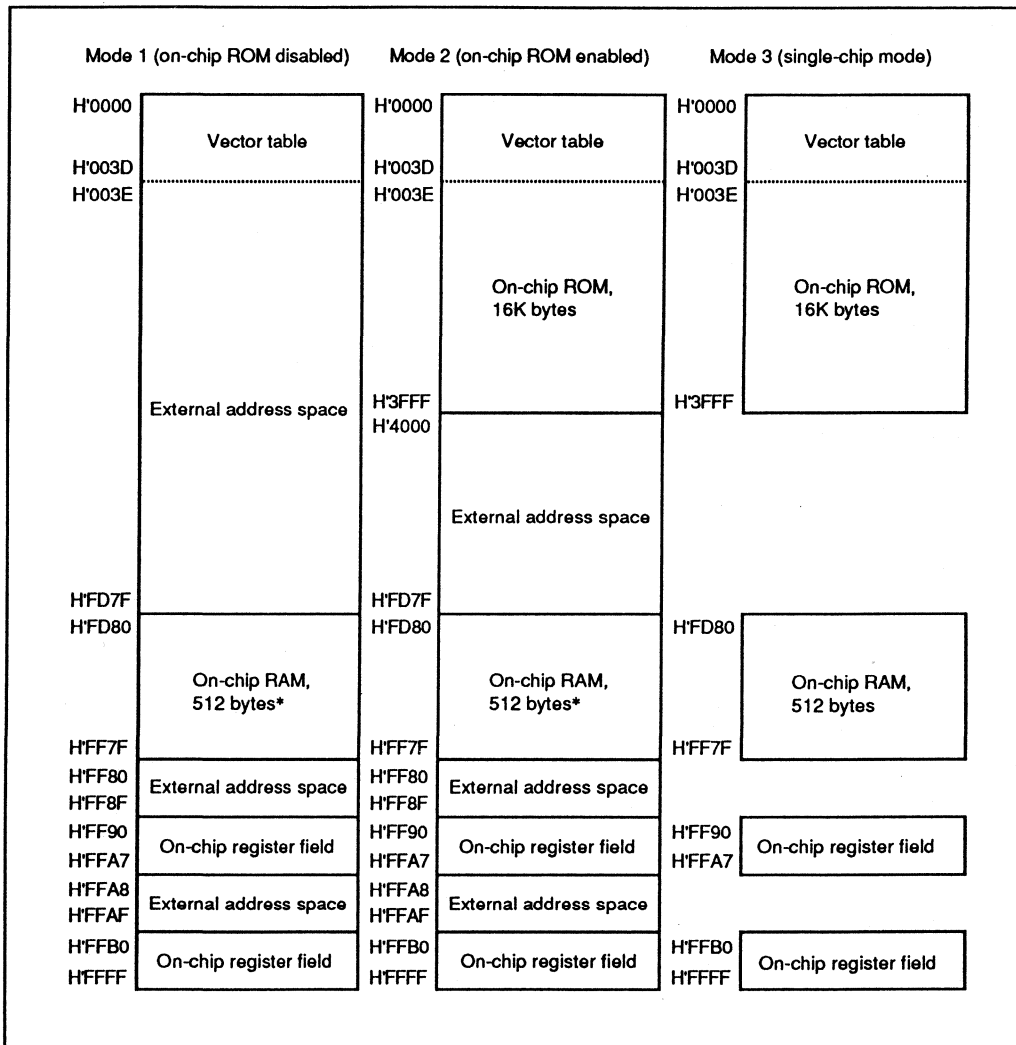 Mode 1 (on-chip ROM disabled)
H'0000
Vector table
H'003D
H'003E
External address space
H'FD7F
H'FD80
On-chip RAM,
512 bytes*
H'FF7F
H'FF80
External address space
H'FF8F
H'FF90
On-chip register field
H'FFA7
H'FFA8
External address space
H'FFAF
H'FFB0
On-chip register field
H'FFFF
Mode 2 (on-chip ROM enabled)
H'0000
Vector table
H'003D
H'003E
On-chip ROM,
16K bytes
H'3FFF
H'4000
External address space
H'FD7F
H'FD80
On-chip RAM,
512 bytes*
H'FF7F
H'FF80
External address space
H'FF8F
H'FF90
On-chip register field
H'FFA7
H'FFA8
External address space
H'FFAF
H'FFB0
On-chip register field
H'FFFF
Mode 3 (single-chip mode)
H'0000
Vector table
H'003D
H'003E
On-chip ROM,
16K bytes
H'3FFF
H'FD80
On-chip RAM,
512 bytes
H'FF7F
H'FF90
On-chip register field
H'FFA7
H'FFB0
On-chip register field
H'FFFF